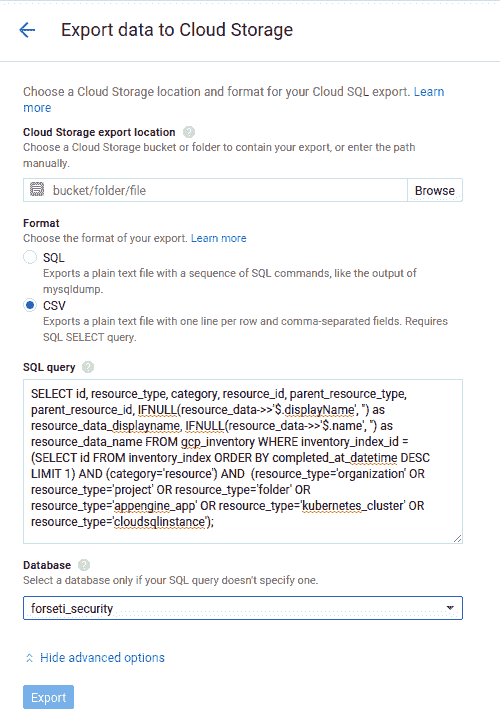 Export data to Cloud Storage
Choose a Cloud Storage location and format for your Cloud SQL export. Learn
more
Cloud Storage export location ?
Choose a Cloud Storage bucket or folder to contain your export, or enter the path
manually.
bucket/folder/file Browse
Format
Choose the format of your export. Learn more
SQL
Exports a plain text file with a sequence of SQL commands, like the output of
mysqldump.
CSV
Exports a plain text file with one line per row and comma-separated fields. Requires
SQL SELECT query.
SQL query ?
SELECT id, resource_type, category, resource_id, parent_resource_type,
parent_resource_id, IFNULL(resource_data->>'$.displayName', '') as
resource_data_displayname, IFNULL(resource_data->>'$.name', '') as
resource_data_name FROM gcp_inventory WHERE inventory_index_id =
(SELECT id FROM inventory_index ORDER BY completed_at_datetime DESC
LIMIT 1) AND (category='resource') AND (resource_type='organization' OR
resource_type='project' OR resource_type='folder' OR
resource_type='appengine_app' OR resource_type='kubernetes_cluster' OR
resource_type='cloudsqlinstance');
Database ?
Select a database only if your SQL query doesn't specify one.
forseti_security
Hide advanced options
Export